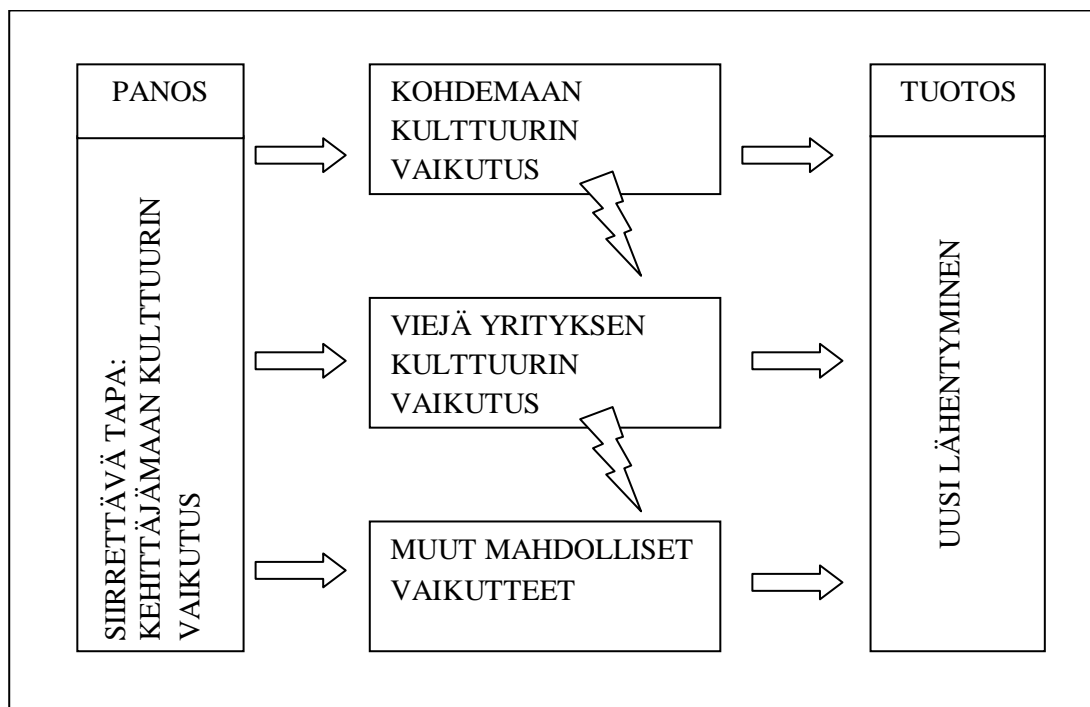 PANOS
SIIRRETTÄVÄ TAPA:
KEHITTÄJÄMAAN KULTTUURIN
VAIKUTUS
KOHDEMAAN
KULTTUURIN
VAIKUTUS
VIEJÄ YRITYKSEN
KULTTUURIN
VAIKUTUS
MUUT MAHDOLLISET
VAIKUTTEET
TUOTOS
UUSI LÄHENTYMINEN